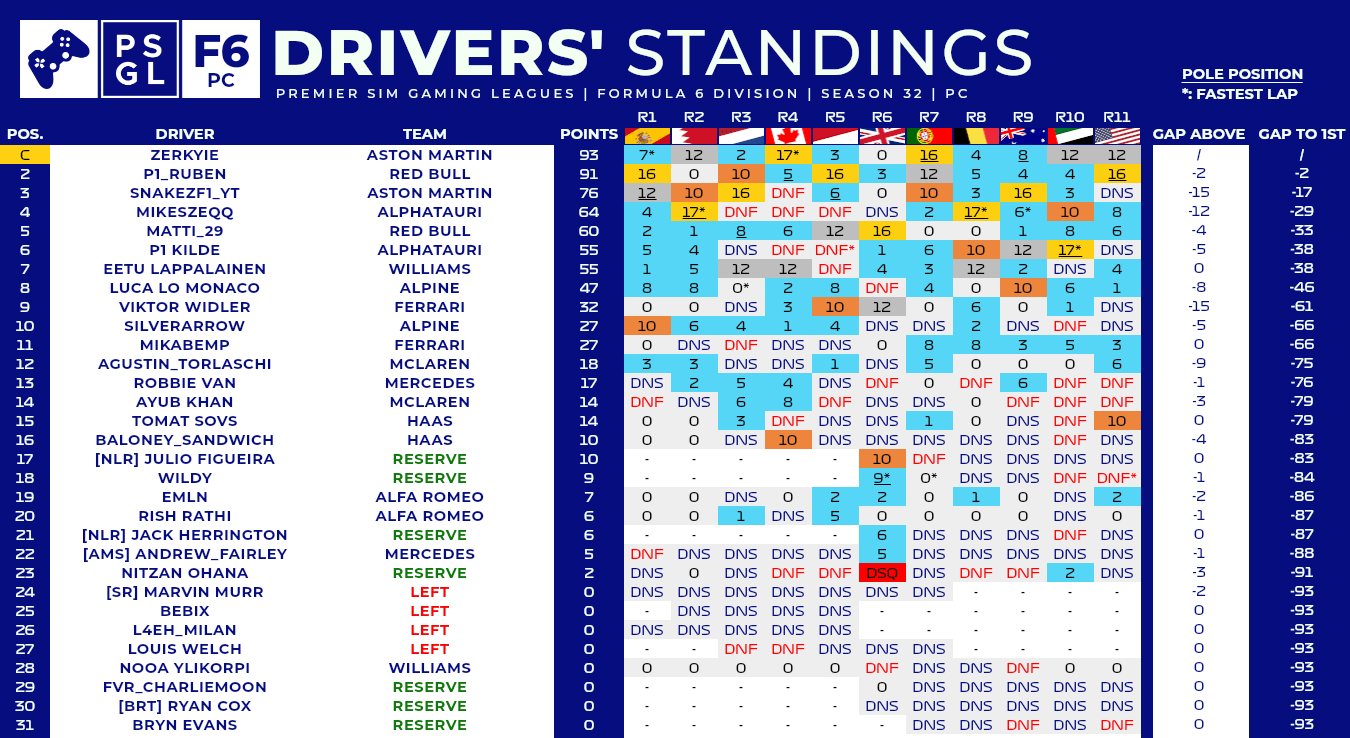 PS
GL
F6
PC
DRIVERS' STANDINGS
PREMIER SIM GAMING LEAGUES | FORMULA 6 DIVISION | SEASON 32 | PC
POLE POSITION
*: FASTEST LAP
R1 R2 R3 R4 R5 R6 R7 R8 R9 R10 R11
POS. DRIVER TEAM POINTS GAP ABOVE GAP TO 1ST
C ZERKYIE ASTON MARTIN 93 7* 12 2 17* 3 0 16 4 8 12 12 / /
2 P1_RUBEN RED BULL 91 16 0 10 5 16 3 12 5 4 4 16 -2 -2
3 SNAKEZF1_YT ASTON MARTIN 76 12 10 16 DNF 6 0 10 3 16 3 DNS -15 -17
4 MIKESZEQQ ALPHATAURI 64 4 17* DNF DNF DNF DNS 2 17* 6* 10 8 -12 -29
5 MATTI_29 RED BULL 60 2 1 8 6 12 16 0 0 1 8 6 -4 -33
6 P1 KILDE ALPHATAURI 55 5 4 DNS DNF DNF* 1 6 10 12 17* DNS -5 -38
7 EETU LAPPALAINEN WILLIAMS 55 1 5 12 12 DNF 4 3 12 2 DNS 4 0 -38
8 LUCA LO MONACO ALPINE 47 8 8 0* 2 8 DNF 4 0 10 6 1 -8 -46
9 VIKTOR WIDLER FERRARI 32 0 0 DNS 3 10 12 0 6 0 1 DNS -15 -61
10 SILVERARROW ALPINE 27 10 6 4 1 4 DNS DNS 2 DNS DNF DNS -5 -66
11 MIKABEMP FERRARI 27 0 DNS DNF DNS DNS 0 8 8 3 5 3 0 -66
12 AGUSTIN_TORLASCHI MCLAREN 18 3 3 DNS DNS 1 DNS 5 0 0 0 6 -9 -75
13 ROBBIE VAN MERCEDES 17 DNS 2 5 4 DNS DNF 0 DNF 6 DNF DNF -1 -76
14 AYUB KHAN MCLAREN 14 DNF DNS 6 8 DNF DNS DNS 0 DNF DNF DNF -3 -79
15 TOMAT SOVS HAAS 14 0 0 3 DNF DNS DNS 1 0 DNS DNF 10 0 -79
16 BALONEY_SANDWICH HAAS 10 0 0 DNS 10 DNS DNS DNS DNS DNS DNF DNS -4 -83
17 [NLR] JULIO FIGUEIRA RESERVE 10 - - - - - 10 DNF DNS DNS DNS DNS 0 -83
18 WILDY RESERVE 9 - - - - - 9* 0* DNS DNS DNF DNF* -1 -84
19 EMLN ALFA ROMEO 7 0 0 DNS 0 2 2 0 1 0 DNS 2 -2 -86
20 RISH RATHI ALFA ROMEO 6 0 0 1 DNS 5 0 0 0 0 DNS 0 -1 -87
21 [NLR] JACK HERRINGTON RESERVE 6 - - - - - 6 DNS DNS DNS DNF DNS 0 -87
22 [AMS] ANDREW_FAIRLEY MERCEDES 5 DNF DNS DNS DNS DNS 5 DNS DNS DNS DNS DNS -1 -88
23 NITZAN OHANA RESERVE 2 DNS 0 DNS DNF DNF DSQ DNS DNF DNF 2 DNS -3 -91
24 [SR] MARVIN MURR LEFT 0 DNS DNS DNS DNS DNS DNS DNS - - - - -2 -93
25 BEBIX LEFT 0 - DNS DNS DNS DNS - - - - - - 0 -93
26 L4EH_MILAN LEFT 0 DNS DNS DNS DNS DNS - - - - - - 0 -93
27 LOUIS WELCH LEFT 0 - - DNF DNF DNS DNS DNS - - - - 0 -93
28 NOOA YLIKORPI WILLIAMS 0 0 0 0 0 0 DNF DNS DNS DNF 0 0 0 -93
29 FVR_CHARLIEMOON RESERVE 0 - - - - - 0 DNS DNS DNS DNS DNS 0 -93
30 [BRT] RYAN COX RESERVE 0 - - - - - DNS DNS DNS DNS DNS DNS 0 -93
31 BRYN EVANS RESERVE 0 - - - - - - DNS DNS DNF DNS DNF 0 -93